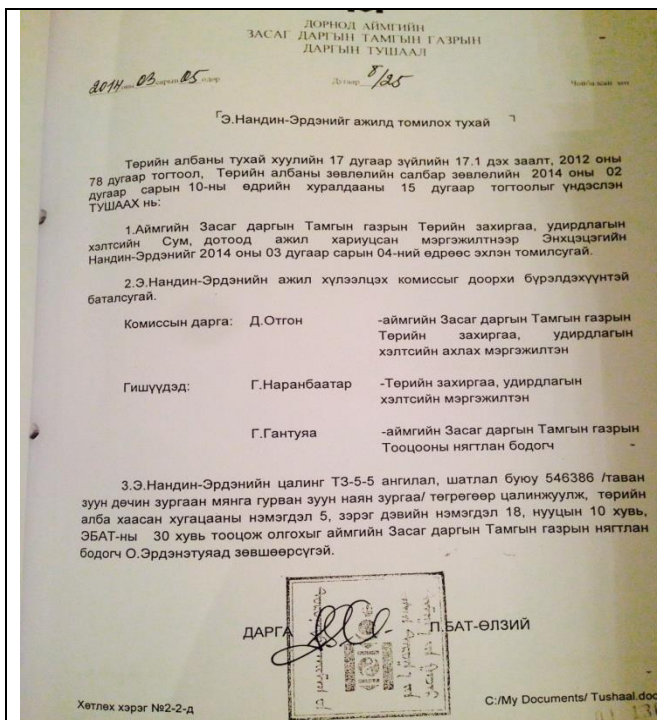 ДОРНОД АЙМГИЙН
ЗАСАГ ДАРГЫН ТАМГЫН ГАЗРЫН
ДАРГЫН ТУШААЛ
2014 оны 03 сарын 05 өдөр Дугаар 8/25 Чойбалсан хот
Э.Нандин-Эрдэнийг ажилд томилох тухай
Төрийн албаны тухай хуулийн 17 дугаар зүйлийн 17.1 дэх заалт, 2012 оны
78 дугаар тогтоол, Төрийн албаны зөвлөлийн салбар зөвлөлийн 2014 оны 02
дугаар сарын 10-ны өдрийн хуралдааны 15 дугаар тогтоолыг үндэслэн
ТУШААХ нь:
1.Аймгийн Засаг даргын Тамгын газрын Төрийн захиргаа, удирдлагын
хэлтсийн Сум, дотоод ажил хариуцсан мэргэжилтнээр Энхцэцэгийн
Нандин-Эрдэнийг 2014 оны 03 дугаар сарын 04-ний өдрөөс эхлэн томилсугай.
2.Э.Нандин-Эрдэнийн ажил хүлээлцэх комиссыг доорхи бүрэлдэхүүнтэй
баталсугай.
Комиссын дарга: Д.Отгон -аймгийн Засаг даргын Тамгын газрын
Төрийн захиргаа, удирдлагын
хэлтсийн ахлах мэргэжилтэн
Гишүүдэд: Г.Наранбаатар -Төрийн захиргаа, удирдлагын
хэлтсийн мэргэжилтэн
Г.Гантуяа -аймгийн Засаг даргын Тамгын газрын
Тооцооны нягтлан бодогч
3.Э.Нандин-Эрдэнийн цалинг ТЗ-5-5 ангилал, шатлал буюу 546386 /таван
зуун дөчин зургаан мянга гурван зуун наян зургаа/ төгрөгөөр цалинжуулж, төрийн
алба хаасан хугацааны нэмэгдэл 5, зэрэг дэвийн нэмэгдэл 18, нууцын 10 хувь,
ЭБАТ-ны 30 хувь тооцож олгохыг аймгийн Засаг даргын Тамгын газрын нягтлан
бодогч О.Эрдэнэтуяад зөвшөөрсүгэй.
ДАРГА П.БАТ-ӨЛЗИЙ
Хөтлөх хэрэг №2-2-д C:/My Documents/ Tushaal.doc